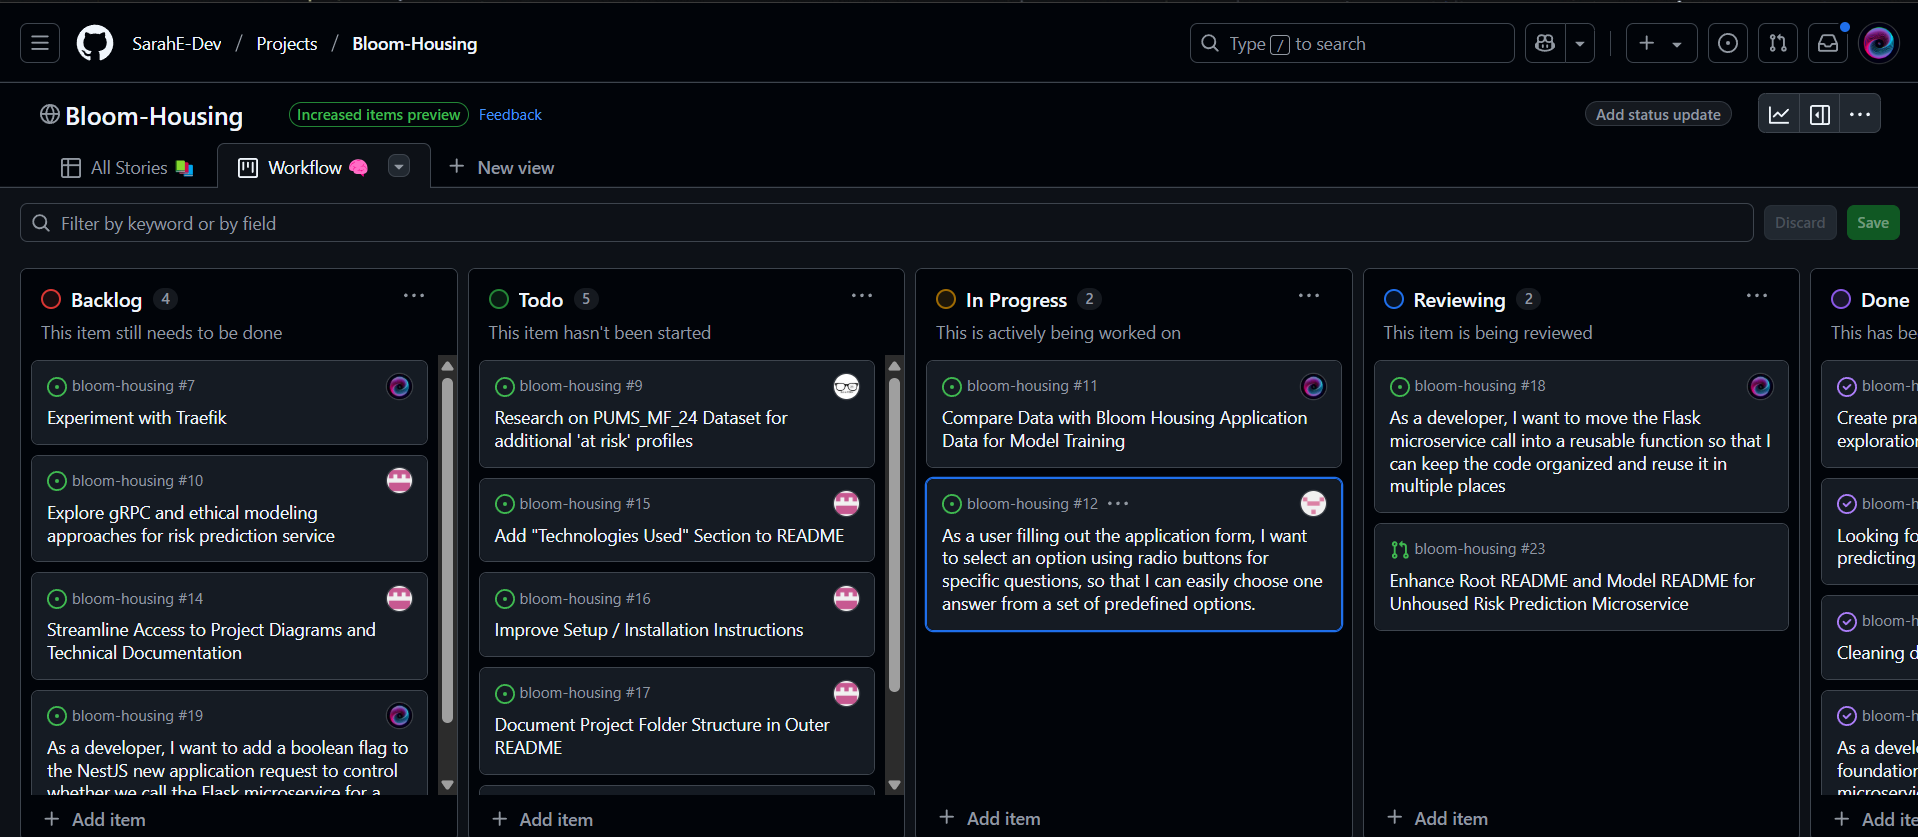 SarahE-Dev / Projects / Bloom-Housing
Type / to search
Bloom-Housing
Increased items preview
Feedback
Add status update
All Stories
Workflow
New view
Filter by keyword or by field
Discard
Save
Backlog 4
This item still needs to be done
bloom-housing #7
Experiment with Traefik
bloom-housing #10
Explore gRPC and ethical modeling
approaches for risk prediction service
bloom-housing #14
Streamline Access to Project Diagrams and
Technical Documentation
bloom-housing #19
As a developer, I want to add a boolean flag to
the NestJS new application request to control
whether we call the Flask microservice for a
Add item
Todo 5
This item hasn't been started
bloom-housing #9
Research on PUMS_MF_24 Dataset for
additional 'at risk' profiles
bloom-housing #15
Add "Technologies Used" Section to README
bloom-housing #16
Improve Setup / Installation Instructions
bloom-housing #17
Document Project Folder Structure in Outer
README
Add item
In Progress 2
This is actively being worked on
bloom-housing #11
Compare Data with Bloom Housing Application
Data for Model Training
bloom-housing #12
As a user filling out the application form, I want
to select an option using radio buttons for
specific questions, so that I can easily choose one
answer from a set of predefined options.
Add item
Reviewing 2
This item is being reviewed
bloom-housing #18
As a developer, I want to move the Flask
microservice call into a reusable function so that I
can keep the code organized and reuse it in
multiple places
bloom-housing #23
Enhance Root README and Model README for
Unhoused Risk Prediction Microservice
Add item
Done
This has be
bloom-h
Create pra
exploration
bloom-h
Looking fo
predicting
bloom-h
Cleaning d
bloom-h
As a develo
foundation
microservic
Add ite